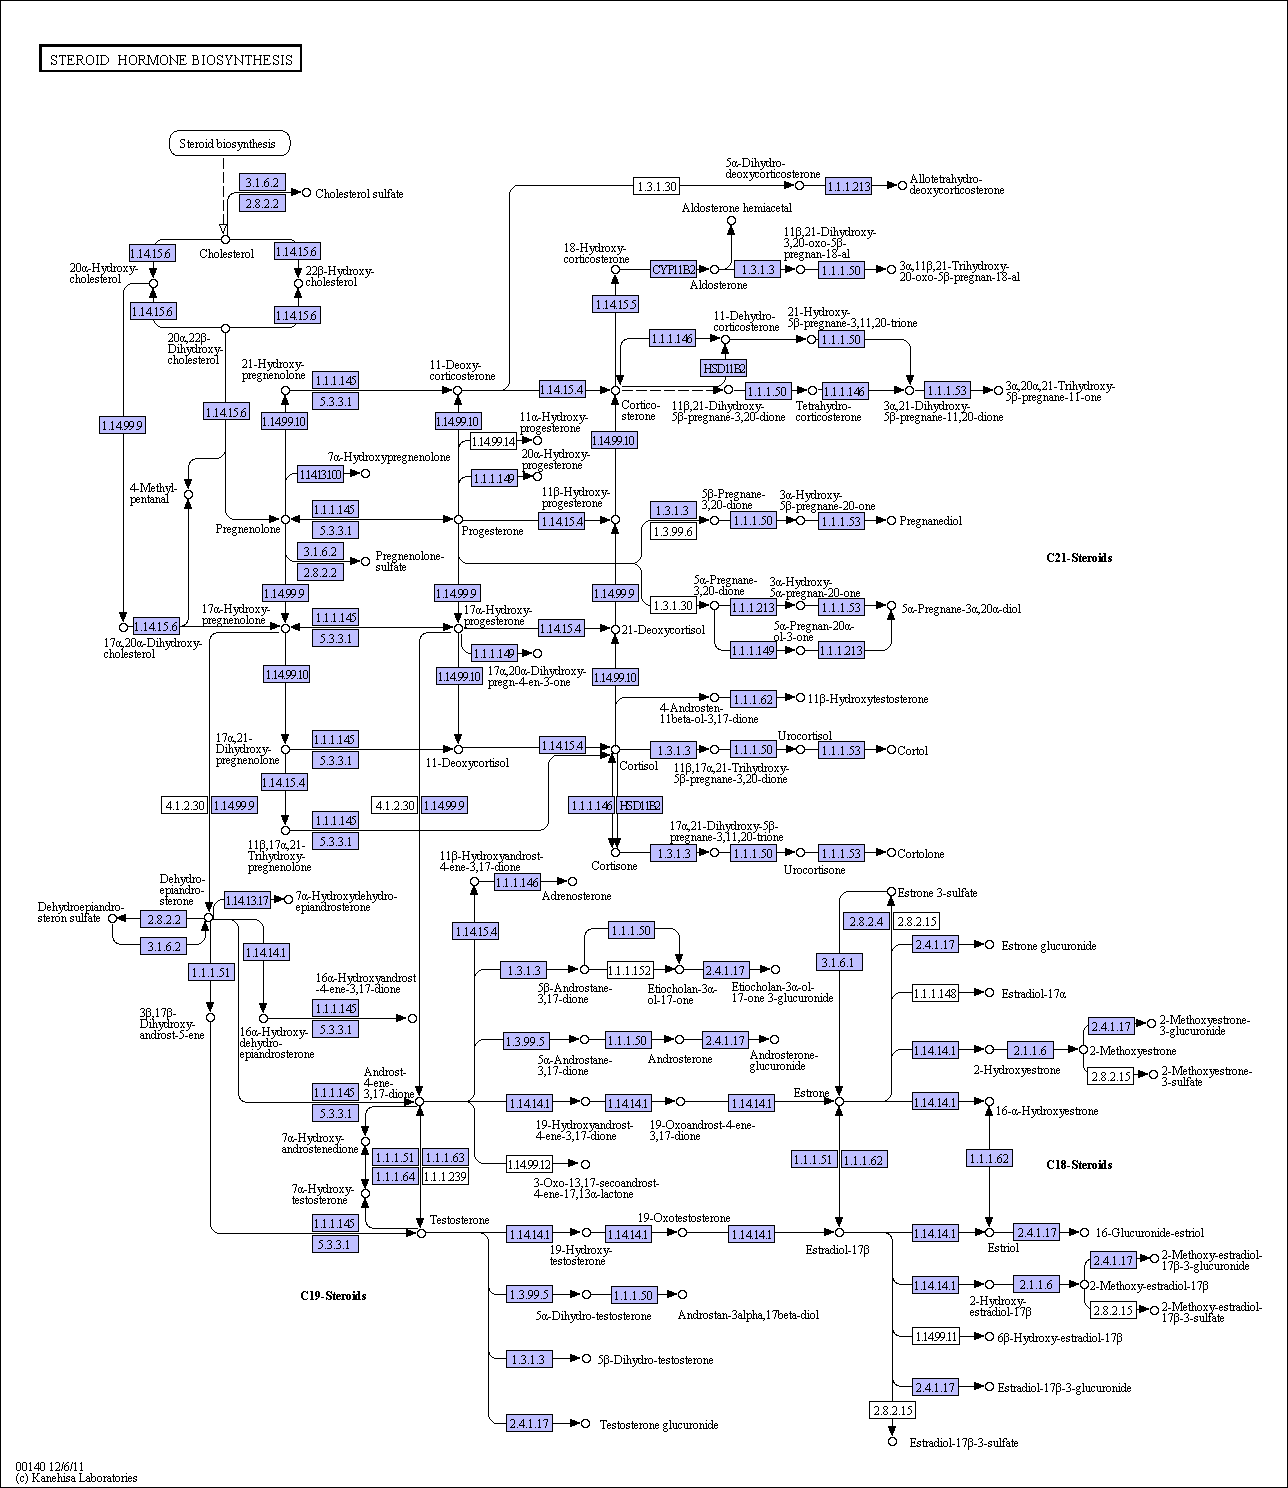 STEROID HORMONE BIOSYNTHESIS
Steroid biosynthesis
3.1.6.2
2.8.2.2
Cholesterol sulfate
Cholesterol
1.14.15.6
1.14.15.6
20α-Hydroxy-
cholesterol
22β-Hydroxy-
cholesterol
1.14.15.6
1.14.15.6
20α,22β-
Dihydroxy-
cholesterol
1.14.99.9
1.14.15.6
4-Methyl-
pentanal
5α-Dihydro-
deoxycorticosterone
1.3.1.30
1.1.1.213
Allotetrahydro-
deoxycorticosterone
Aldosterone hemiacetal
18-Hydroxy-
corticosterone
CYP11B2
Aldosterone
1.3.1.3
11β,21-Dihydroxy-
3,20-oxo-5β-
pregnan-18-al
1.1.1.50
3α,11β,21-Trihydroxy-
20-oxo-5β-pregnan-18-al
1.14.15.5
1.1.1.146
11-Dehydro-
corticosterone
21-Hydroxy-
5β-pregnane-3,11,20-trione
1.1.1.50
HSD11B2
21-Hydroxy-
pregnenolone
1.1.1.145
5.3.3.1
11-Deoxy-
corticosterone
1.14.15.4
Cortico-
sterone
11β,21-Dihydroxy-
5β-pregnane-3,20-dione
1.1.1.50
Tetrahydro-
corticosterone
1.1.1.146
3α,21-Dihydroxy-
5β-pregnane-11,20-dione
1.1.1.53
3α,20α,21-Trihydroxy-
5β-pregnane-11-one
1.14.99.10
1.14.99.10
1.14.99.10
11α-Hydroxy-
progesterone
1.14.99.14
20α-Hydroxy-
progesterone
1.1.1.149
7α-Hydroxypregnenolone
1.14.13.100
Pregnenolone
1.1.1.145
5.3.3.1
Progesterone
11β-Hydroxy-
progesterone
1.14.15.4
1.3.1.3
1.3.99.6
5β-Pregnane-
3,20-dione
1.1.1.50
3α-Hydroxy-
5β-pregnane-20-one
1.1.1.53
Pregnanediol
3.1.6.2
2.8.2.2
Pregnenolone-
sulfate
C21-Steroids
1.14.99.9
1.14.99.9
1.14.99.9
1.3.1.30
5α-Pregnane-
3,20-dione
1.1.1.213
3α-Hydroxy-
5α-pregnan-20-one
1.1.1.53
5α-Pregnane-3α,20α-diol
5α-Pregnan-20α-
ol-3-one
1.1.1.149
1.1.1.213
1.14.15.6
17α,20α-Dihydroxy-
cholesterol
17α-Hydroxy-
pregnenolone
1.1.1.145
5.3.3.1
17α-Hydroxy-
progesterone
1.14.15.4
21-Deoxycortisol
1.1.1.149
17α,20α-Dihydroxy-
pregn-4-en-3-one
1.14.99.10
1.14.99.10
1.14.99.10
4-Androsten-
11beta-ol-3,17-dione
1.1.1.62
11β-Hydroxytestosterone
17α,21-
Dihydroxy-
pregnenolone
1.1.1.145
5.3.3.1
11-Deoxycortisol
1.14.15.4
Cortisol
1.3.1.3
11β,17α,21-Trihydroxy-
5β-pregnane-3,20-dione
1.1.1.50
Urocortisol
1.1.1.53
Cortol
1.14.15.4
4.1.2.30
1.14.99.9
4.1.2.30
1.14.99.9
1.1.1.146
HSD11B2
1.1.1.145
5.3.3.1
11β,17α,21-
Trihydroxy-
pregnenolone
Cortisone
1.3.1.3
17α,21-Dihydroxy-5β-
pregnane-3,11,20-trione
1.1.1.50
Urocortisone
1.1.1.53
Cortolone
11β-Hydroxyandrost-
4-ene-3,17-dione
1.1.1.146
Adrenosterone
Dehydro-
epiandro-
sterone
1.14.13.17
7α-Hydroxydehydro-
epiandrosterone
Dehydroepiandro-
steron sulfate
2.8.2.2
3.1.6.2
1.1.1.51
1.14.14.1
1.14.15.4
Estrone 3-sulfate
2.8.2.4
2.8.2.15
3.1.6.1
2.4.1.17
Estrone glucuronide
1.1.1.50
1.3.1.3
5β-Androstane-
3,17-dione
1.1.1.152
Etiocholan-3α-
ol-17-one
2.4.1.17
Etiocholan-3α-ol-
17-one 3-glucuronide
1.1.1.148
Estradiol-17α
16α-Hydroxyandrost
-4-ene-3,17-dione
1.1.1.145
5.3.3.1
3β,17β-
Dihydroxy-
androst-5-ene
16α-Hydroxy-
dehydro-
epiandrosterone
1.3.99.5
5α-Androstane-
3,17-dione
1.1.1.50
Androsterone
2.4.1.17
Androsterone-
glucuronide
1.14.14.1
2-Hydroxyestrone
2.1.1.6
2-Methoxyestrone
2.4.1.17
2-Methoxyestrone-
3-glucuronide
2.8.2.15
2-Methoxyestrone-
3-sulfate
Androst-
4-ene-
3,17-dione
1.1.1.145
5.3.3.1
1.14.14.1
19-Hydroxyandrost-
4-ene-3,17-dione
1.14.14.1
19-Oxoandrost-4-ene-
3,17-dione
1.14.14.1
Estrone
1.14.14.1
16-α-Hydroxyestrone
7α-Hydroxy-
androstenedione
1.1.1.51
1.1.1.63
1.1.1.64
1.1.1.239
1.14.99.12
3-Oxo-13,17-secoandrost-
4-ene-17,13α-lactone
1.1.1.51
1.1.1.62
1.1.1.62
C18-Steroids
7α-Hydroxy-
testosterone
1.1.1.145
5.3.3.1
Testosterone
1.14.14.1
19-Hydroxy-
testosterone
1.14.14.1
19-Oxotestosterone
1.14.14.1
Estradiol-17β
1.14.14.1
Estriol
2.4.1.17
16-Glucuronide-estriol
C19-Steroids
1.3.99.5
5α-Dihydro-testosterone
1.1.1.50
Androstan-3alpha,17beta-diol
1.14.14.1
2-Hydroxy-
estradiol-17β
2.1.1.6
2-Methoxy-estradiol-17β
2.4.1.17
2-Methoxy-estradiol-
17β-3-glucuronide
2.8.2.15
2-Methoxy-estradiol-
17β-3-sulfate
1.14.99.11
6β-Hydroxy-estradiol-17β
1.3.1.3
5β-Dihydro-testosterone
2.4.1.17
Estradiol-17β-3-glucuronide
2.4.1.17
Testosterone glucuronide
2.8.2.15
Estradiol-17β-3-sulfate
00140 12/6/11
(c) Kanehisa Laboratories